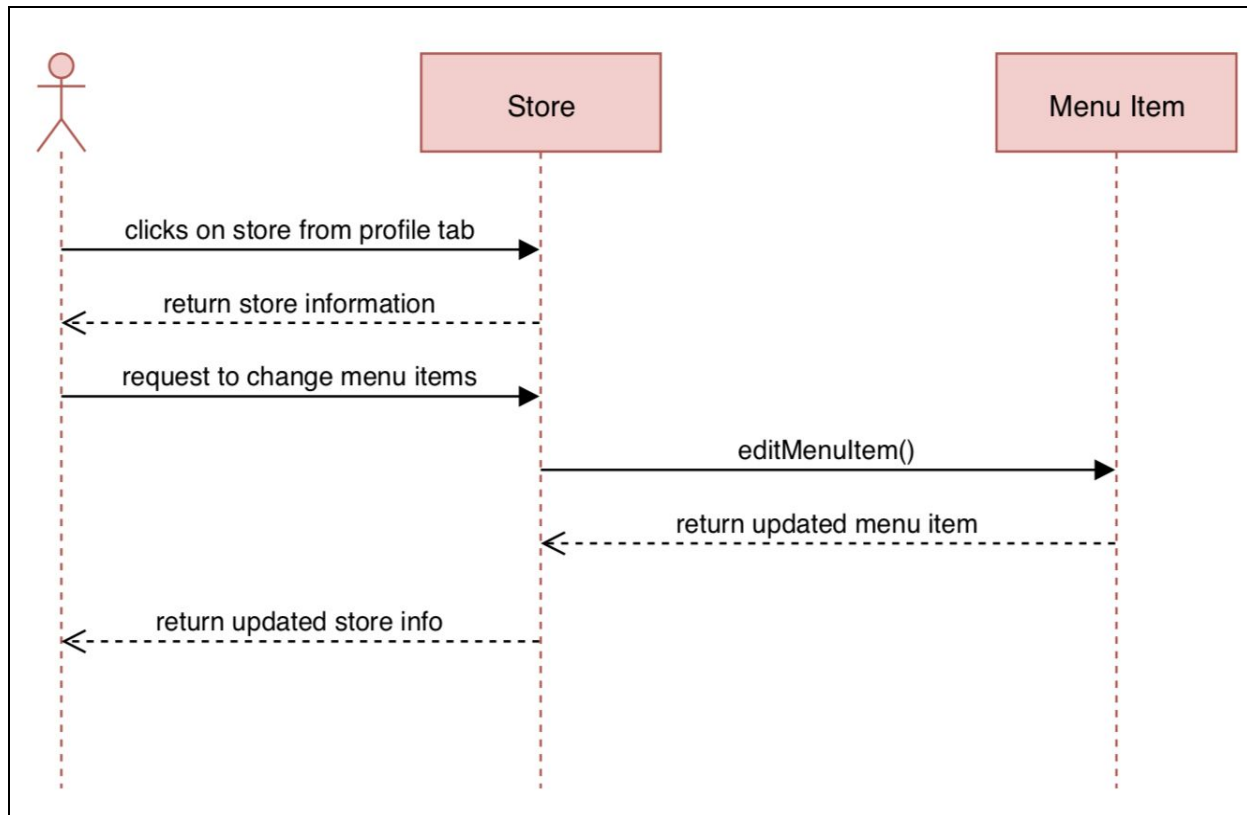 Store
Menu Item
clicks on store from profile tab
return store information
request to change menu items
editMenuItem()
return updated menu item
return updated store info